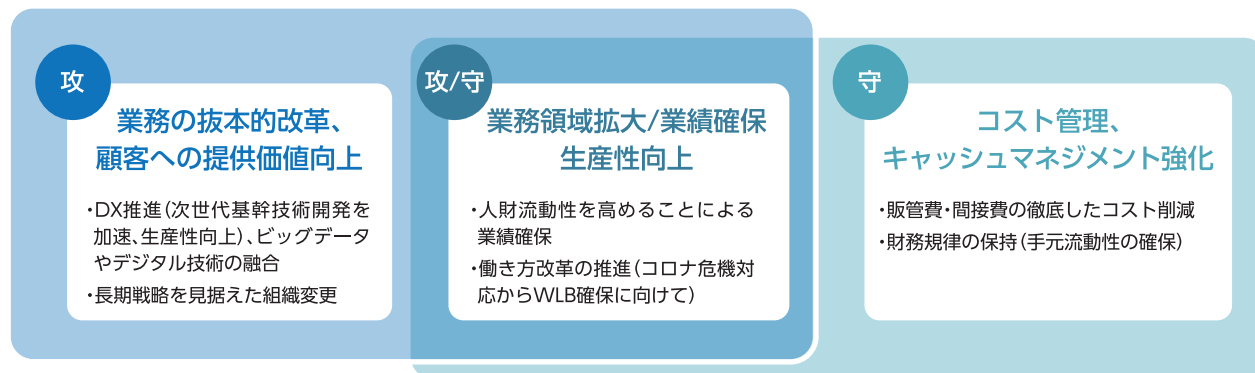 攻
業務の抜本的改革、
顧客への提供価値向上
・DX推進（次世代基幹技術開発を
加速、生産性向上）、ビッグデータ
やデジタル技術の融合
・長期戦略を見据えた組織変更
攻/守
業務領域拡大/業績確保
生産性向上
・人財流動性を高めることによる
業績確保
・働き方改革の推進（コロナ危機対
応からWLB確保に向けて）
守
コスト管理、
キャッシュマネジメント強化
・販管費・間接費の徹底したコスト削減
・財務規律の保持（手元流動性の確保）